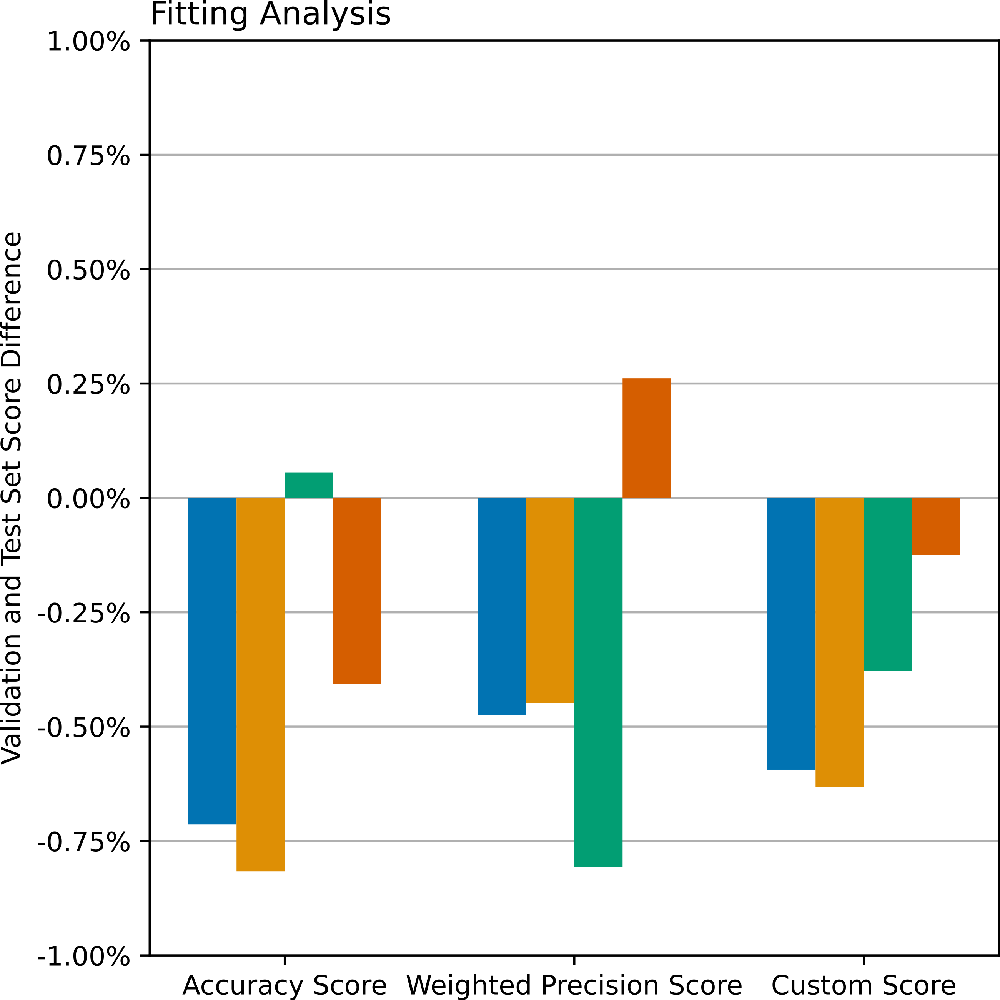 Fitting Analysis
1.00%
0.75%
0.50%
0.25%
0.00%
-0.25%
-0.50%
-0.75%
-1.00%
Validation and Test Set Score Difference
Accuracy Score
Weighted Precision Score
Custom Score